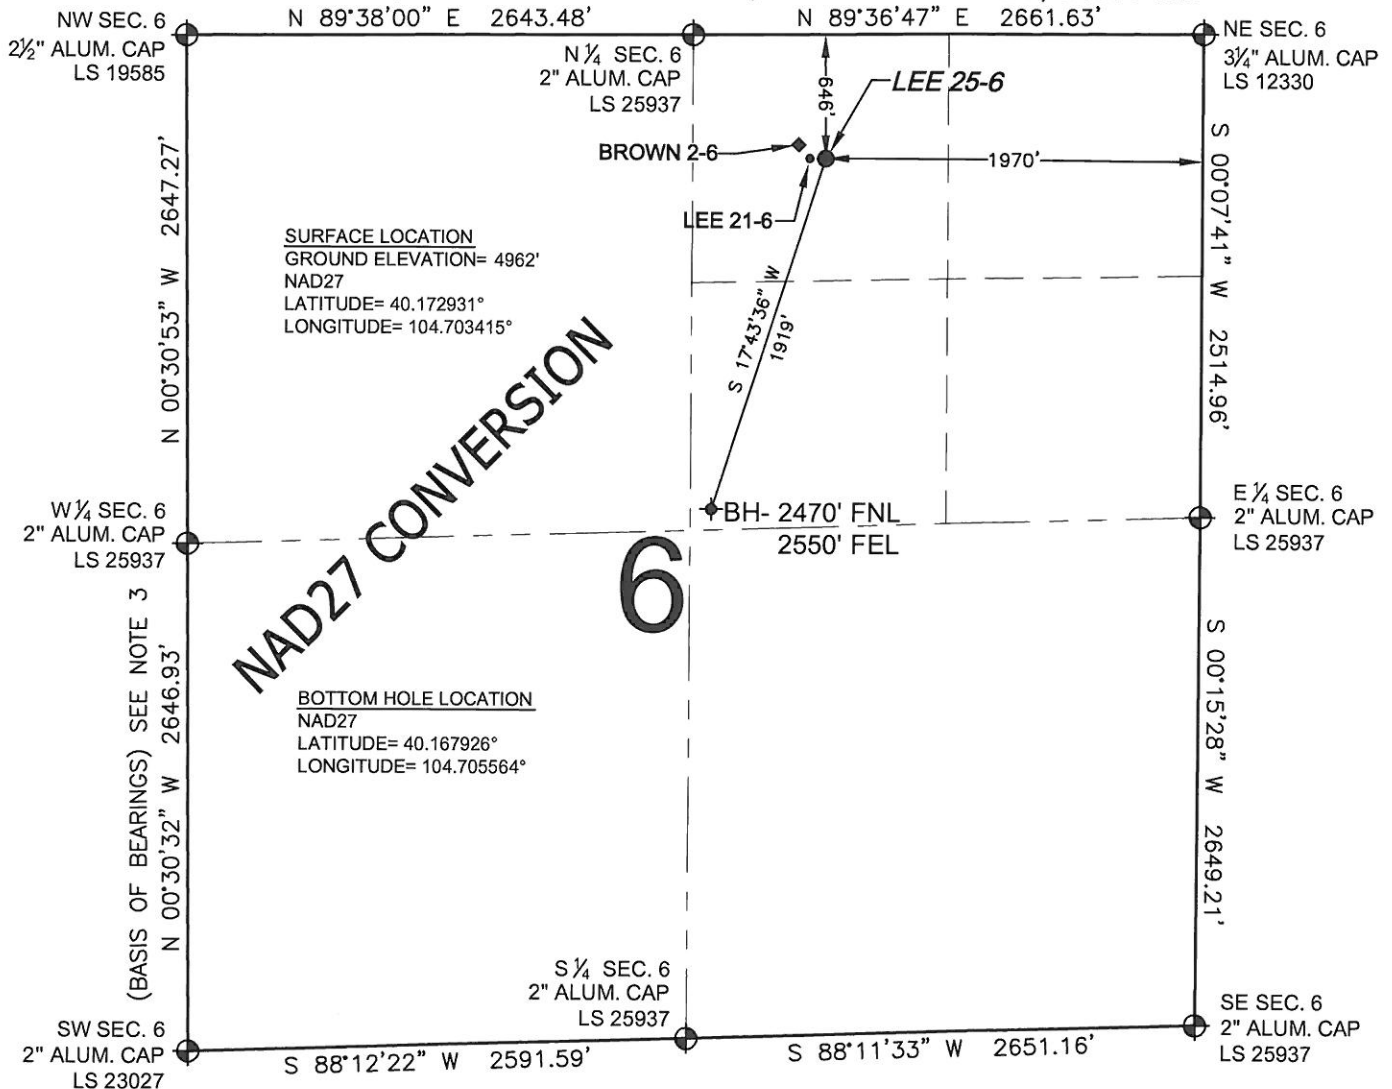 N 89°38'00" E 2643.48'
N 89°36'47" E 2661.63'
NW SEC. 6
2½" ALUM. CAP
LS 19585
N ¼ SEC. 6
2" ALUM. CAP
LS 25937
NE SEC. 6
3¼" ALUM. CAP
LS 12330
646'
LEE 25-6
BROWN 2-6
1970'
LEE 21-6
N 00°30'53" W 2647.27'
S 00°07'41" W 2514.96'
SURFACE LOCATION
GROUND ELEVATION= 4962'
NAD27
LATITUDE= 40.172931°
LONGITUDE= 104.703415°
S 17°43'36" W
1919'
NAD27 CONVERSION
W ¼ SEC. 6
2" ALUM. CAP
LS 25937
BH- 2470' FNL
2550' FEL
E ¼ SEC. 6
2" ALUM. CAP
LS 25937
6
(BASIS OF BEARINGS) SEE NOTE 3
N 00°30'32" W 2646.93'
S 00°15'28" W 2649.21'
BOTTOM HOLE LOCATION
NAD27
LATITUDE= 40.167926°
LONGITUDE= 104.705564°
S ¼ SEC. 6
2" ALUM. CAP
LS 25937
SW SEC. 6
2" ALUM. CAP
LS 23027
SE SEC. 6
2" ALUM. CAP
LS 25937
S 88°12'22" W 2591.59'
S 88°11'33" W 2651.16'